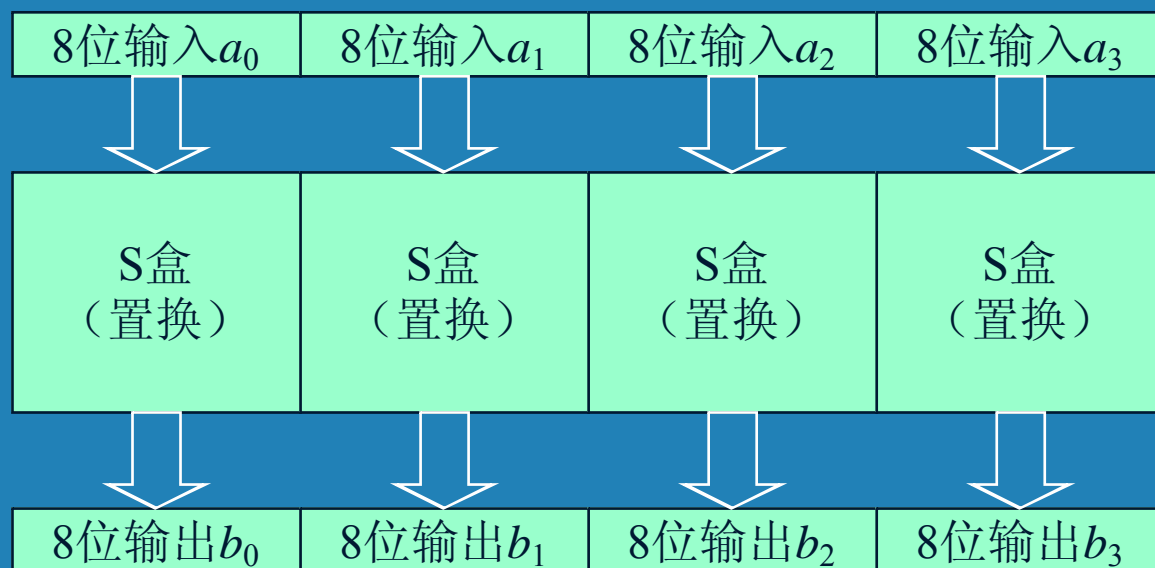 8位输入a₀ 8位输入a₁ 8位输入a₂ 8位输入a₃
S盒 S盒 S盒 S盒
（置换） （置换） （置换） （置换）
8位输出b₀ 8位输出b₁ 8位输出b₂ 8位输出b₃